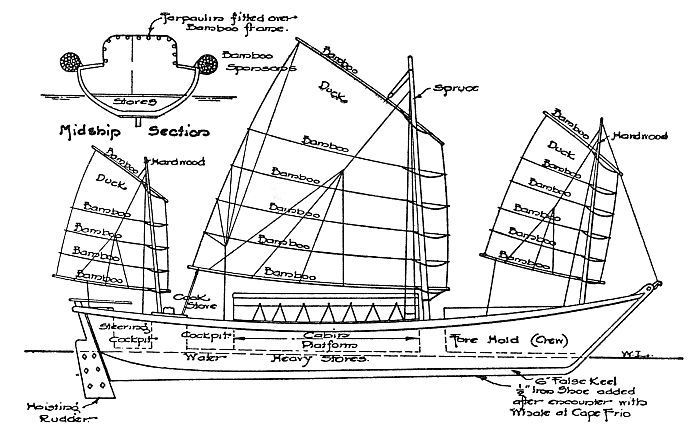 Tarpaulin fitted over
Bamboo frame.
Bamboo
Sponsons
Stores
Midship Section
Bamboo
Duck
Spruce
Bamboo
Bamboo
Bamboo
Bamboo
Bamboo
Bamboo
Hardwood
Duck
Bamboo
Bamboo
Bamboo
Bamboo
Bamboo
Hardwood
Duck
Bamboo
Bamboo
Bamboo
Bamboo
Cook
Stove
Steering
Cockpit
Cockpit
Cabin
Platform
Water
Heavy Stores.
Fore Hold (Crew)
W.L.
6" False Keel
½" Iron Shoe added
after encounter with
Whale at Cape Frio
Hoisting
Rudder